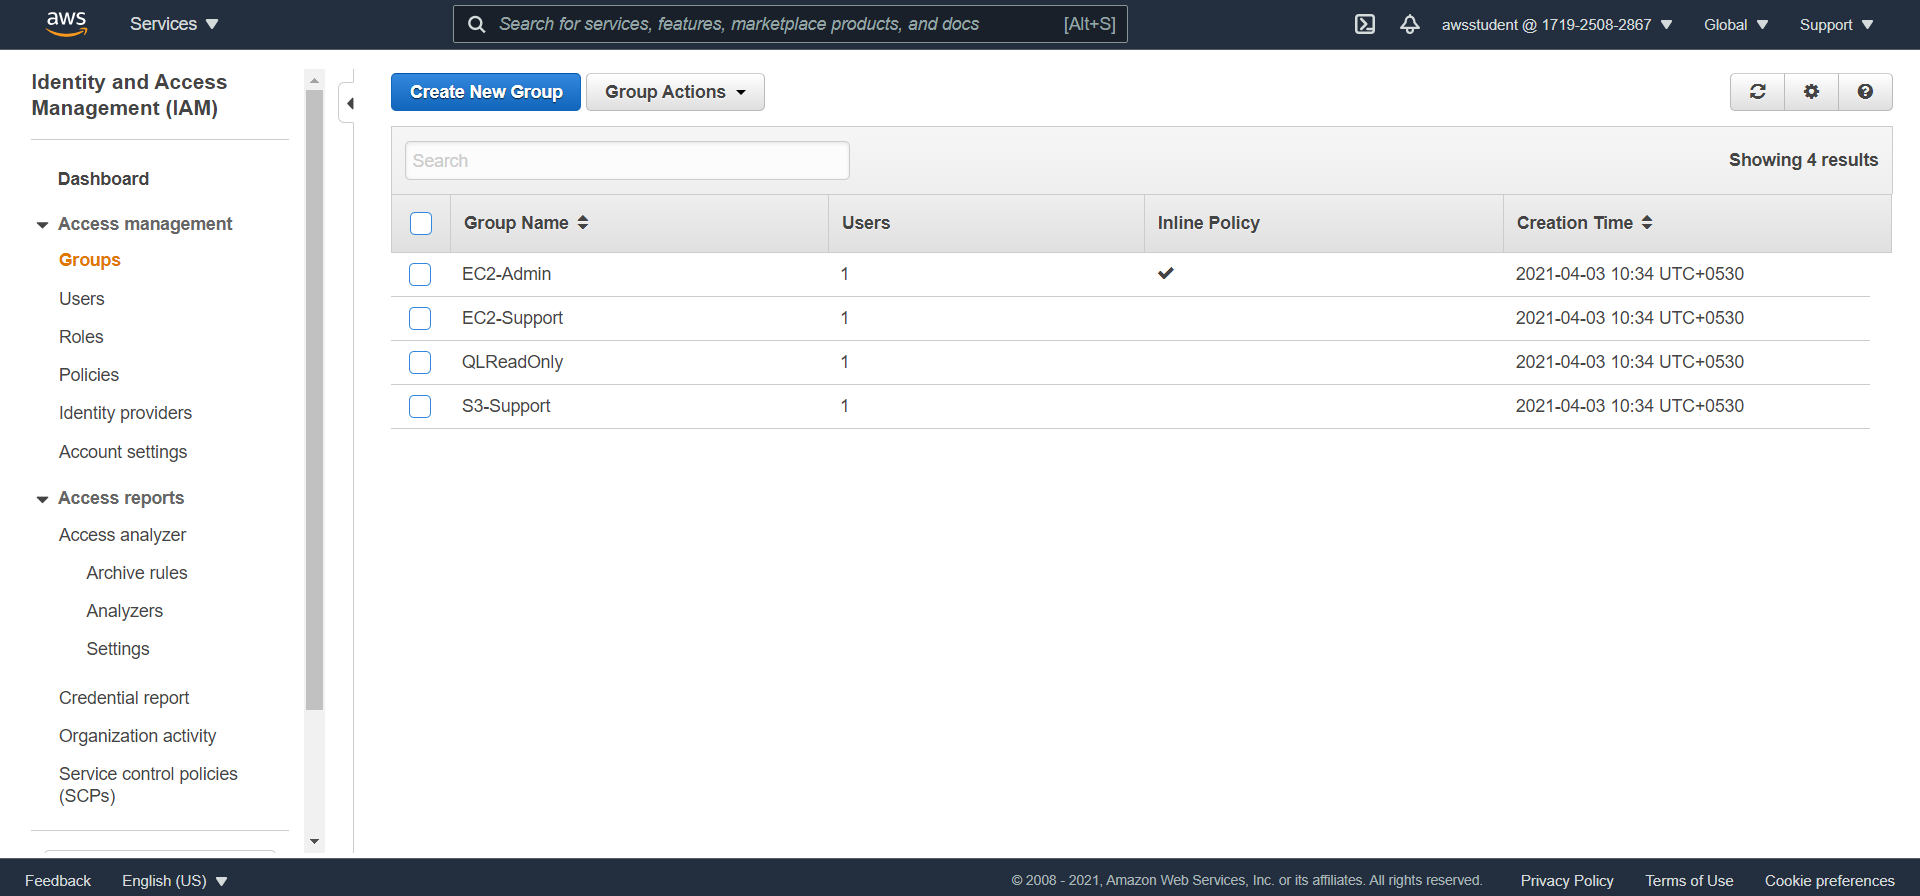 aws
Services
Search for services, features, marketplace products, and docs [Alt+S]
awsstudent @ 1719-2508-2867
Global
Support
Identity and Access
Management (IAM)
Dashboard
Access management
Groups
Users
Roles
Policies
Identity providers
Account settings
Access reports
Access analyzer
Archive rules
Analyzers
Settings
Credential report
Organization activity
Service control policies
(SCPs)
Create New Group
Group Actions
Search
Showing 4 results
Group Name Users Inline Policy Creation Time
EC2-Admin 1 2021-04-03 10:34 UTC+0530
EC2-Support 1 2021-04-03 10:34 UTC+0530
QLReadOnly 1 2021-04-03 10:34 UTC+0530
S3-Support 1 2021-04-03 10:34 UTC+0530
Feedback
English (US)
© 2008 - 2021, Amazon Web Services, Inc. or its affiliates. All rights reserved.
Privacy Policy
Terms of Use
Cookie preferences